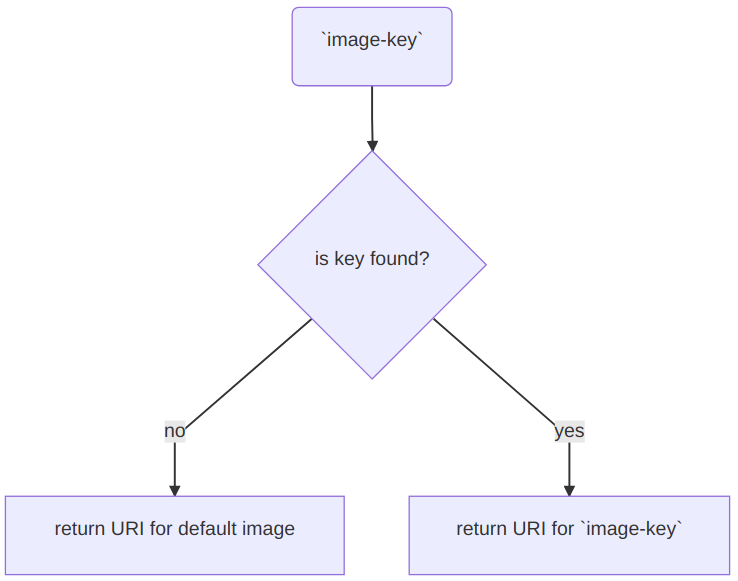 `image-key`
is key found?
no
yes
return URI for default image
return URI for `image-key`